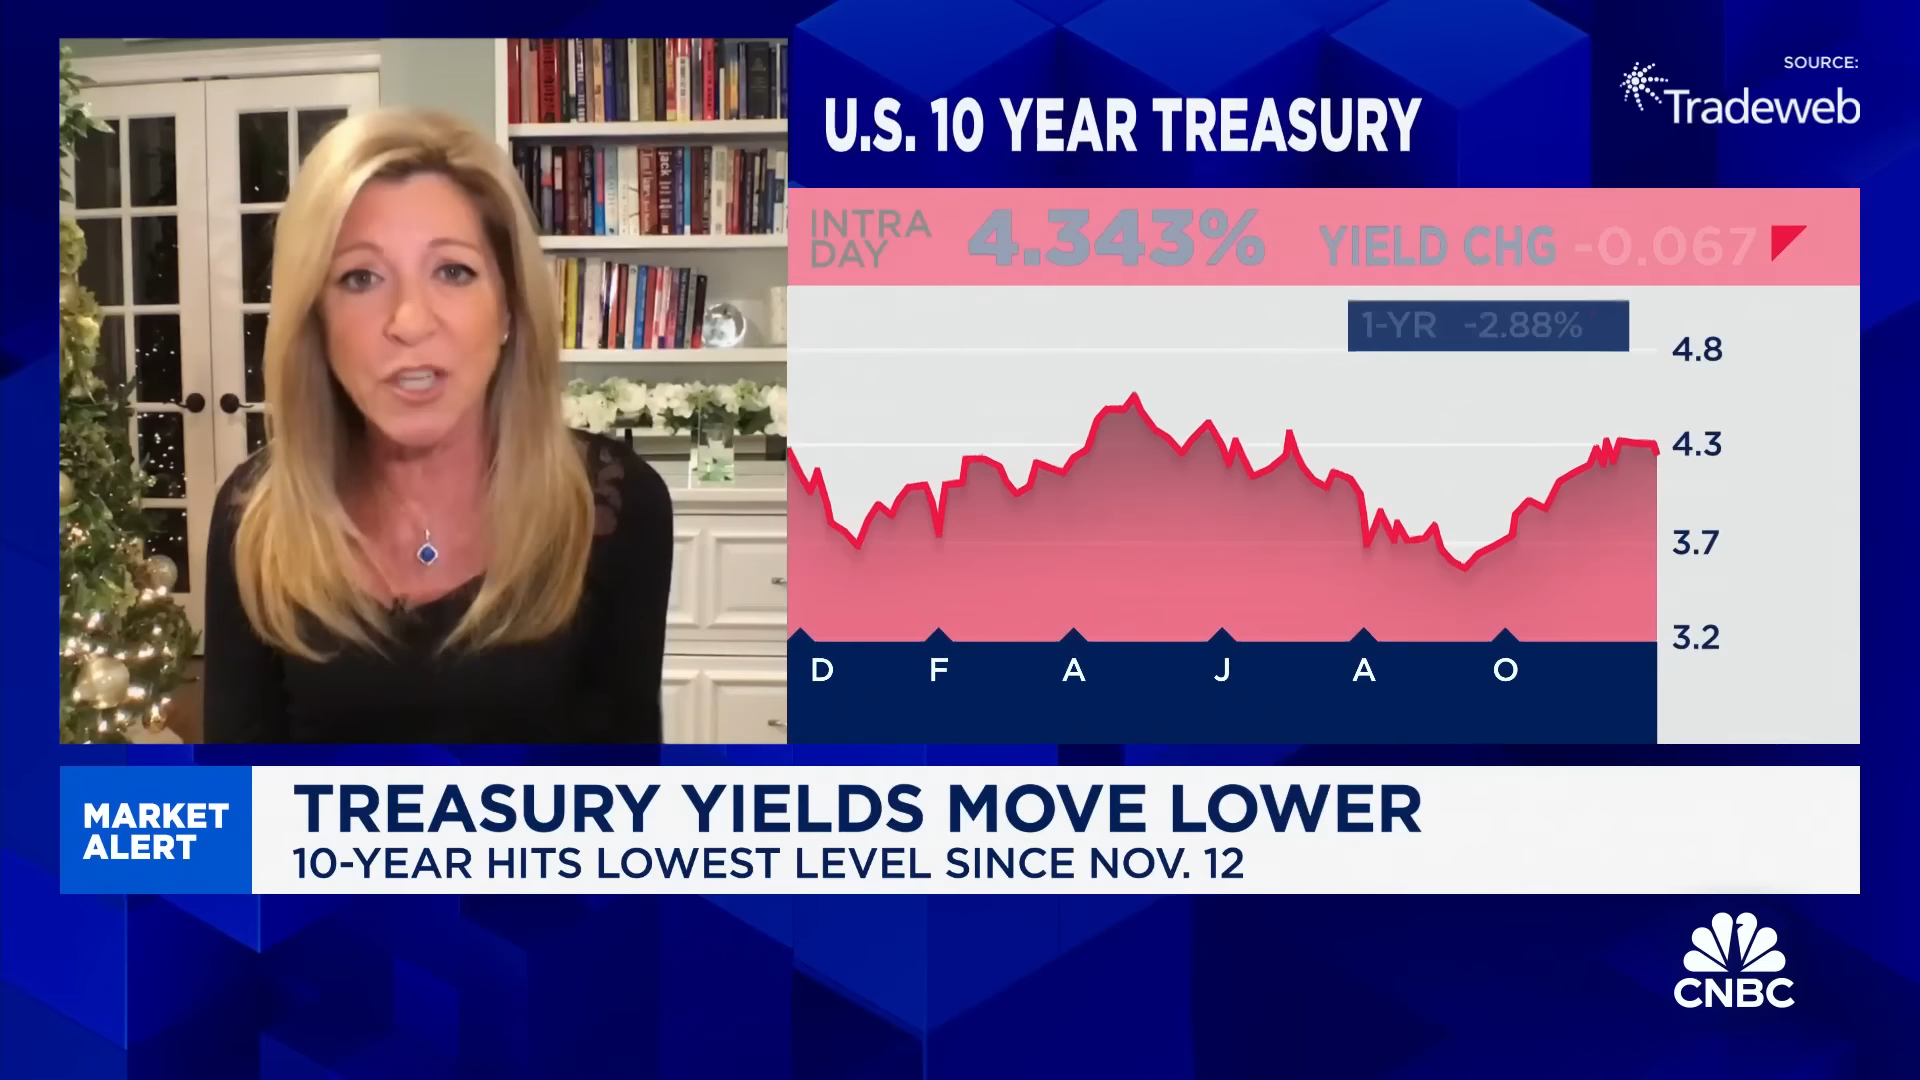 SOURCE:
Tradeweb
U.S. 10 YEAR TREASURY
INTRA
DAY
4.343% YIELD CHG -0.067
1-YR -2.88%
4.8
4.3
3.7
3.2
D F A J A O
MARKET
ALERT
TREASURY YIELDS MOVE LOWER
10-YEAR HITS LOWEST LEVEL SINCE NOV. 12
CNBC